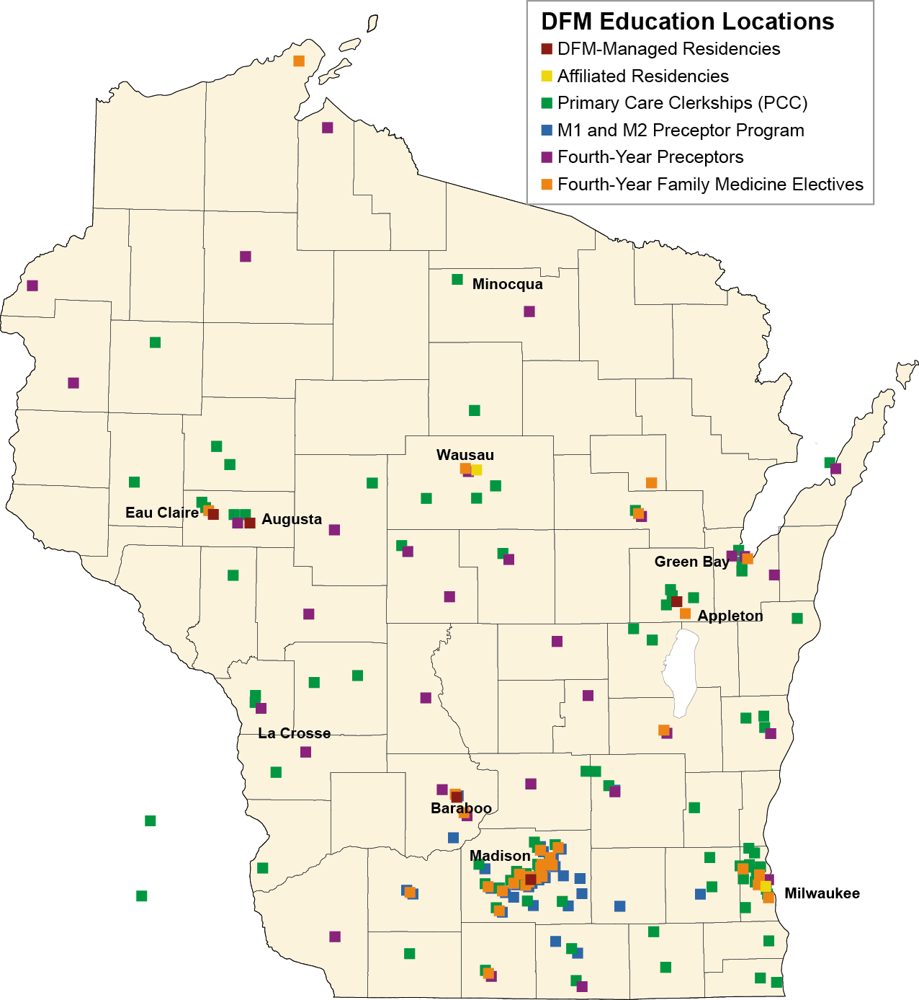 DFM Education Locations
DFM-Managed Residencies
Affiliated Residencies
Primary Care Clerkships (PCC)
M1 and M2 Preceptor Program
Fourth-Year Preceptors
Fourth-Year Family Medicine Electives
Minocqua
Wausau
Eau Claire
Augusta
Green Bay
Appleton
La Crosse
Baraboo
Madison
Milwaukee